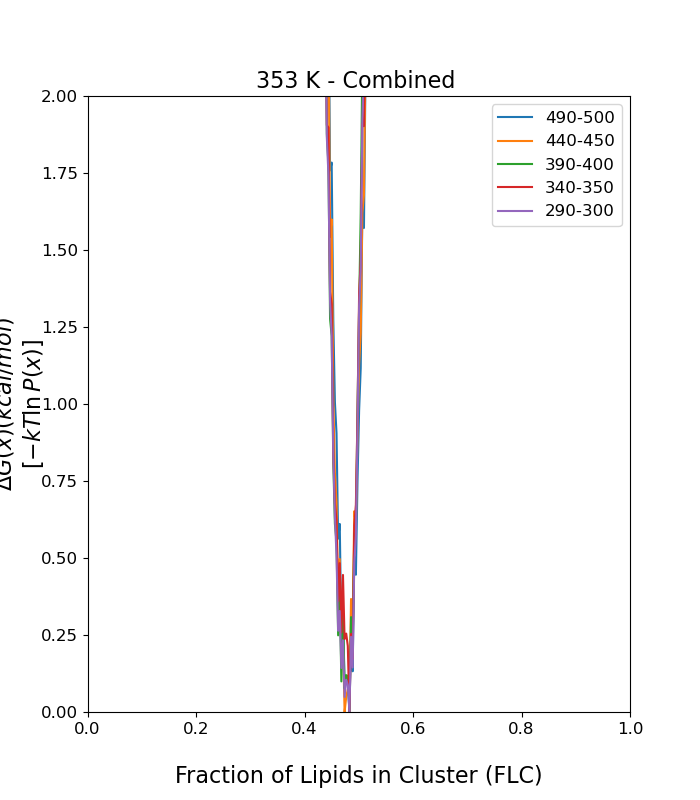 353 K - Combined
ΔG(x)(kcal/mol)
[−kTln P(x)]
2.00
1.75
1.50
1.25
1.00
0.75
0.50
0.25
0.00
0.0 0.2 0.4 0.6 0.8 1.0
490-500
440-450
390-400
340-350
290-300
Fraction of Lipids in Cluster (FLC)